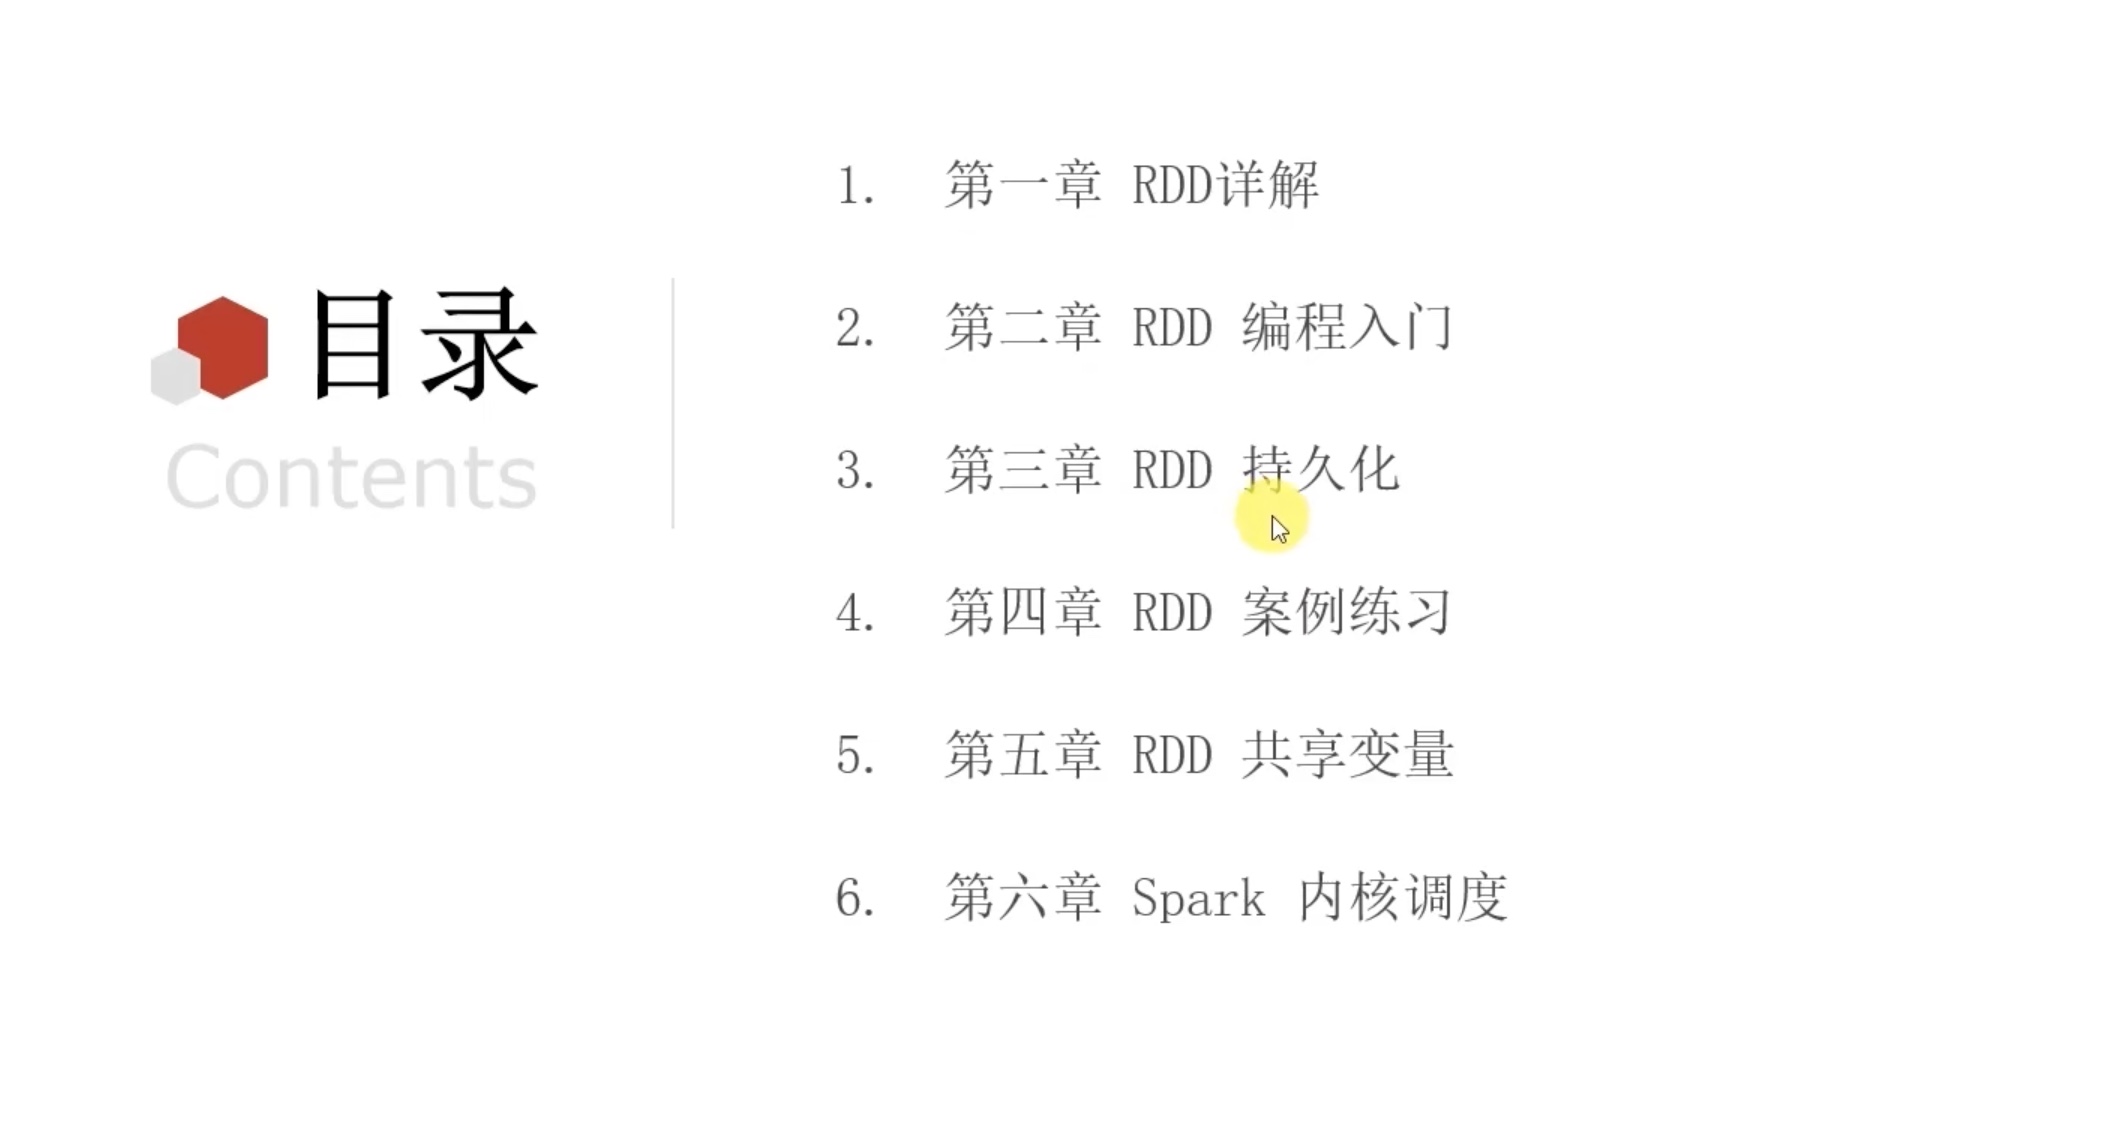 目录
Contents
1. 第一章 RDD详解
2. 第二章 RDD 编程入门
3. 第三章 RDD 持久化
4. 第四章 RDD 案例练习
5. 第五章 RDD 共享变量
6. 第六章 Spark 内核调度